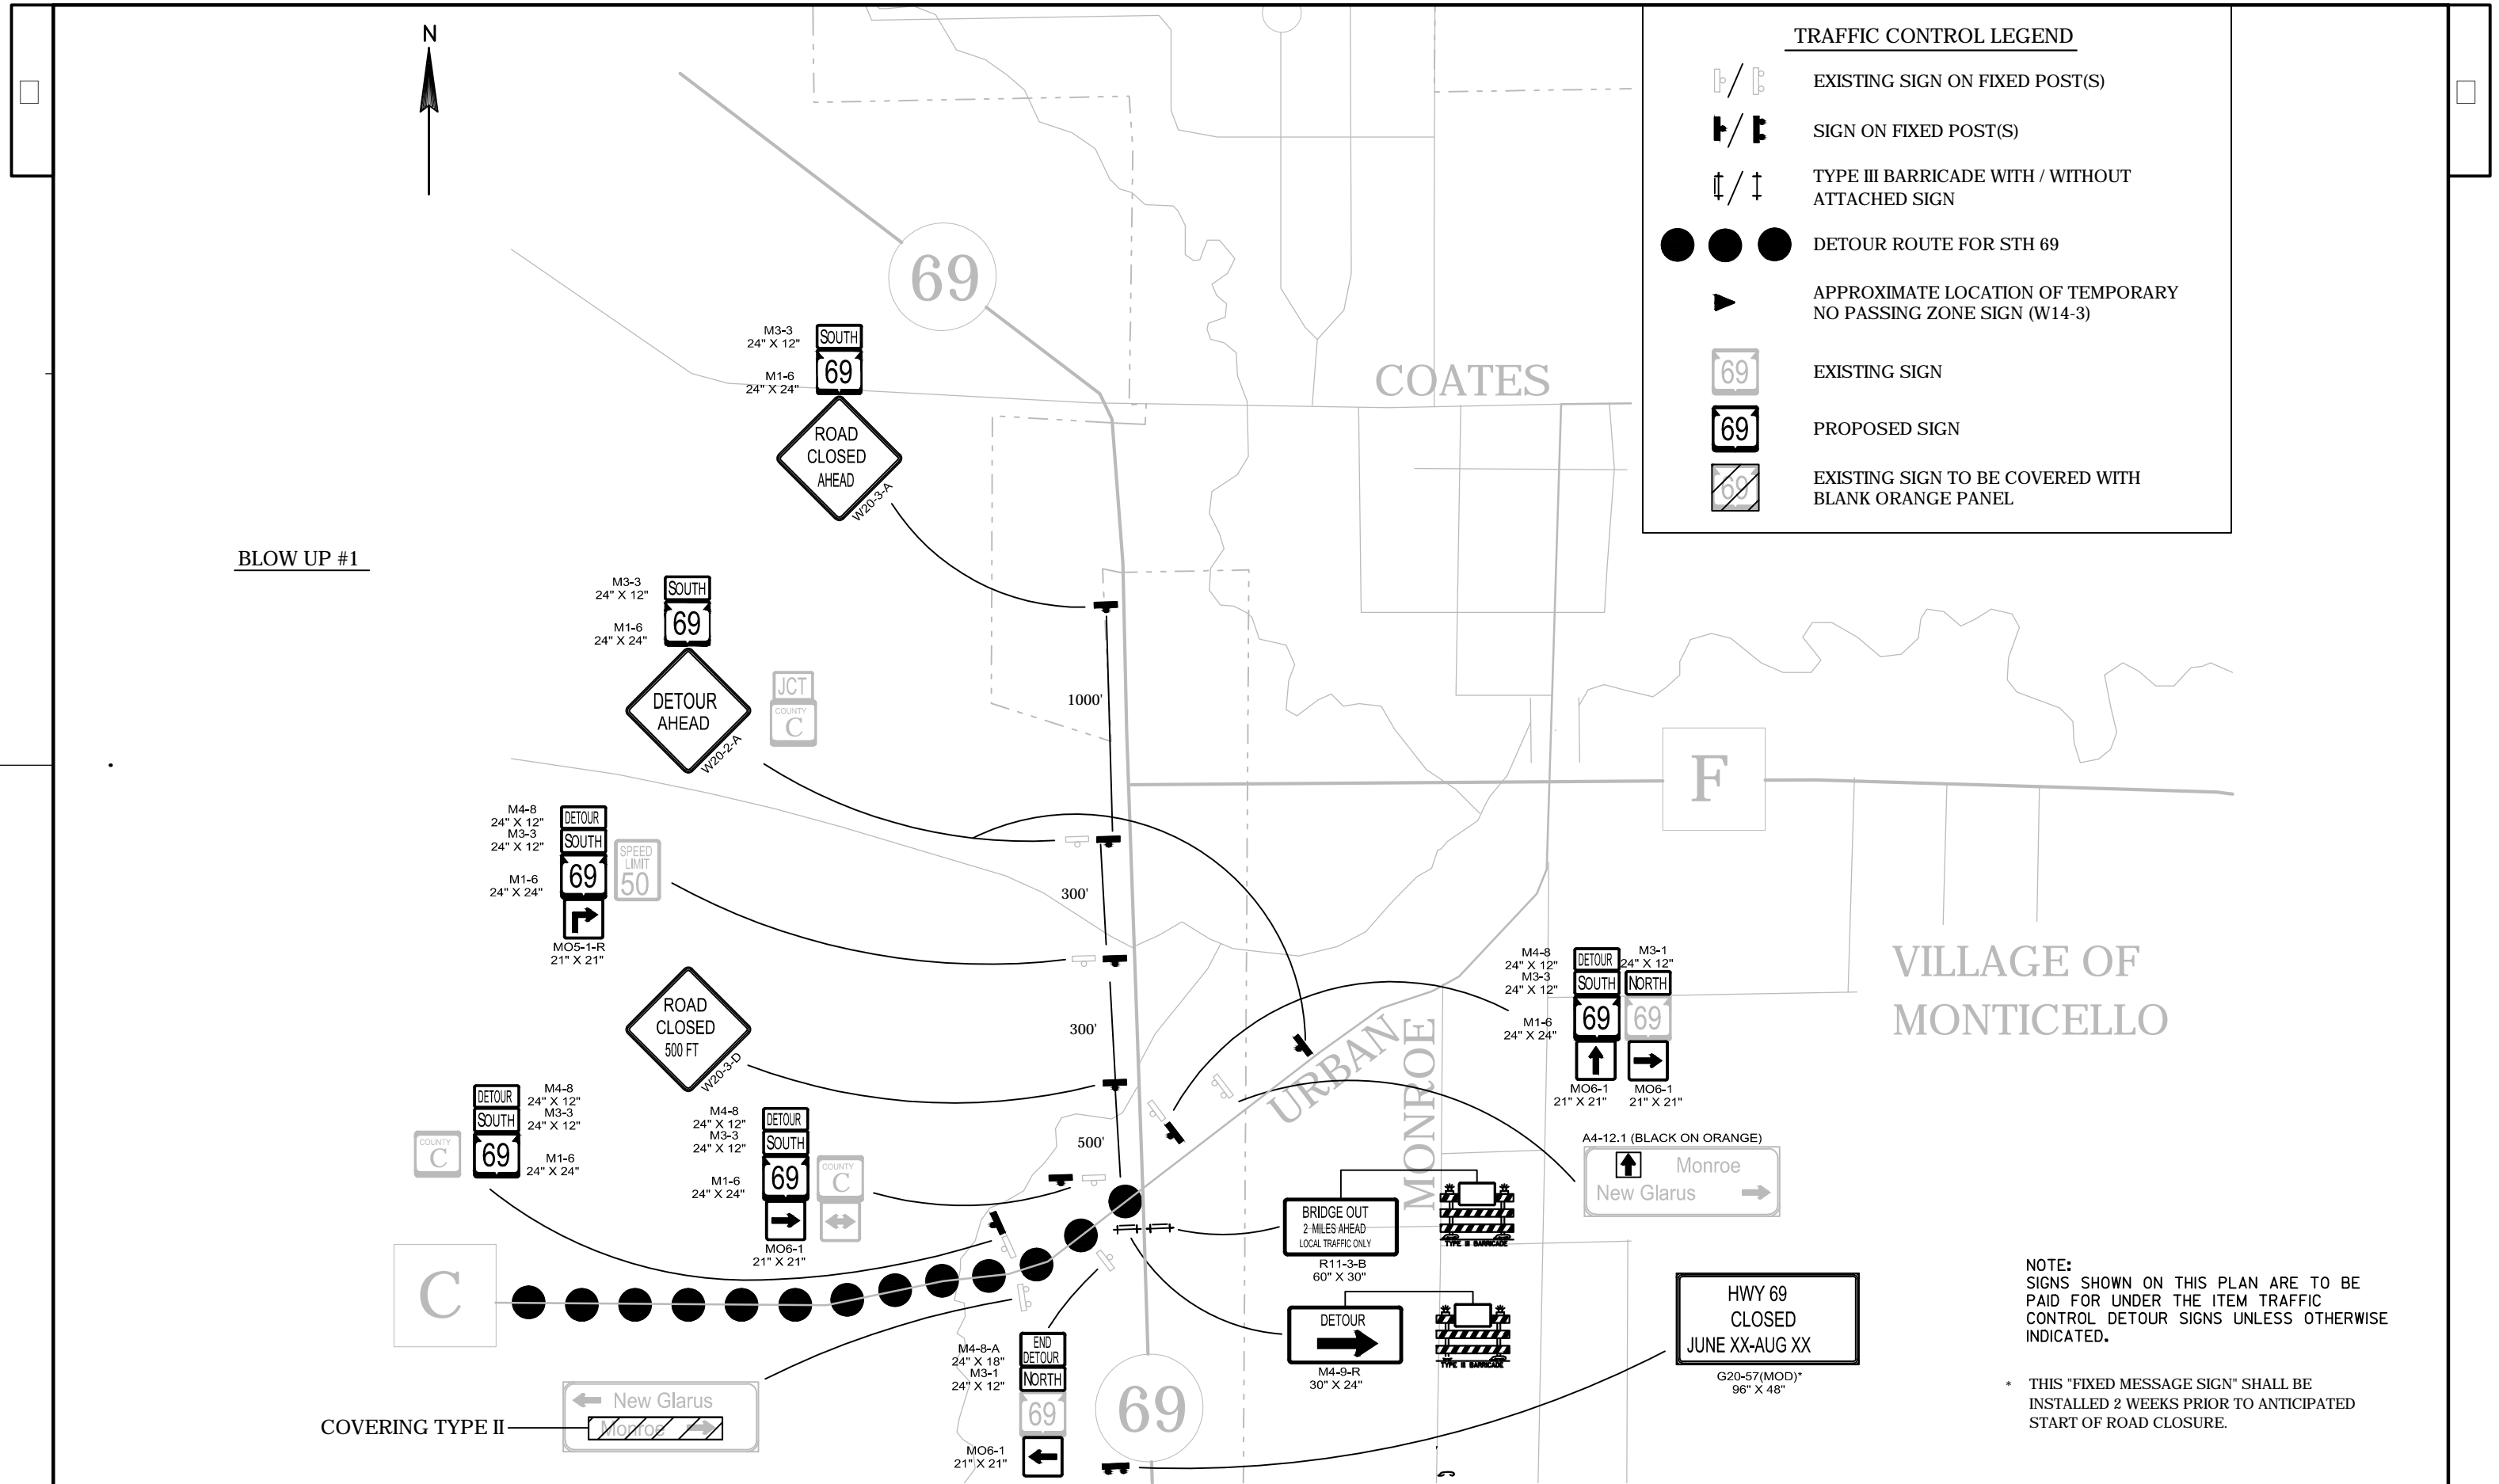 N
TRAFFIC CONTROL LEGEND
EXISTING SIGN ON FIXED POST(S)
SIGN ON FIXED POST(S)
TYPE III BARRICADE WITH / WITHOUT
ATTACHED SIGN
DETOUR ROUTE FOR STH 69
APPROXIMATE LOCATION OF TEMPORARY
NO PASSING ZONE SIGN (W14-3)
69
EXISTING SIGN
69
PROPOSED SIGN
69
EXISTING SIGN TO BE COVERED WITH
BLANK ORANGE PANEL
69
COATES
BLOW UP #1
M3-3
24" X 12"
SOUTH
M1-6
24" X 24"
69
ROAD
CLOSED
AHEAD
W20-3-A
M3-3
24" X 12"
SOUTH
M1-6
24" X 24"
69
DETOUR
AHEAD
W20-2-A
JCT
COUNTY
C
1000'
F
M4-8
24" X 12"
DETOUR
M3-3
24" X 12"
SOUTH
M1-6
24" X 24"
69
MO5-1-R
21" X 21"
SPEED
LIMIT
50
300'
300'
ROAD
CLOSED
500 FT
W20-3-D
VILLAGE OF
MONTICELLO
M4-8
24" X 12"
DETOUR
M3-3
24" X 12"
SOUTH
M1-6
24" X 24"
69
MO6-1
21" X 21"
M3-1
24" X 12"
NORTH
69
MO6-1
21" X 21"
URBAN
MONROE
500'
DETOUR
M4-8
24" X 12"
SOUTH
M3-3
24" X 12"
COUNTY
C
69
M1-6
24" X 24"
M4-8
24" X 12"
DETOUR
M3-3
24" X 12"
SOUTH
M1-6
24" X 24"
69
COUNTY
C
MO6-1
21" X 21"
A4-12.1 (BLACK ON ORANGE)
Monroe
New Glarus
BRIDGE OUT
2 MILES AHEAD
LOCAL TRAFFIC ONLY
R11-3-B
60" X 30"
TYPE III BARRICADE
C
DETOUR
M4-9-R
30" X 24"
TYPE III BARRICADE
HWY 69
CLOSED
JUNE XX-AUG XX
G20-57(MOD)*
96" X 48"
NOTE:
SIGNS SHOWN ON THIS PLAN ARE TO BE
PAID FOR UNDER THE ITEM TRAFFIC
CONTROL DETOUR SIGNS UNLESS OTHERWISE
INDICATED.
* THIS "FIXED MESSAGE SIGN" SHALL BE
INSTALLED 2 WEEKS PRIOR TO ANTICIPATED
START OF ROAD CLOSURE.
M4-8-A
24" X 18"
END
DETOUR
M3-1
24" X 12"
NORTH
69
MO6-1
21" X 21"
69
New Glarus
Monroe
COVERING TYPE II